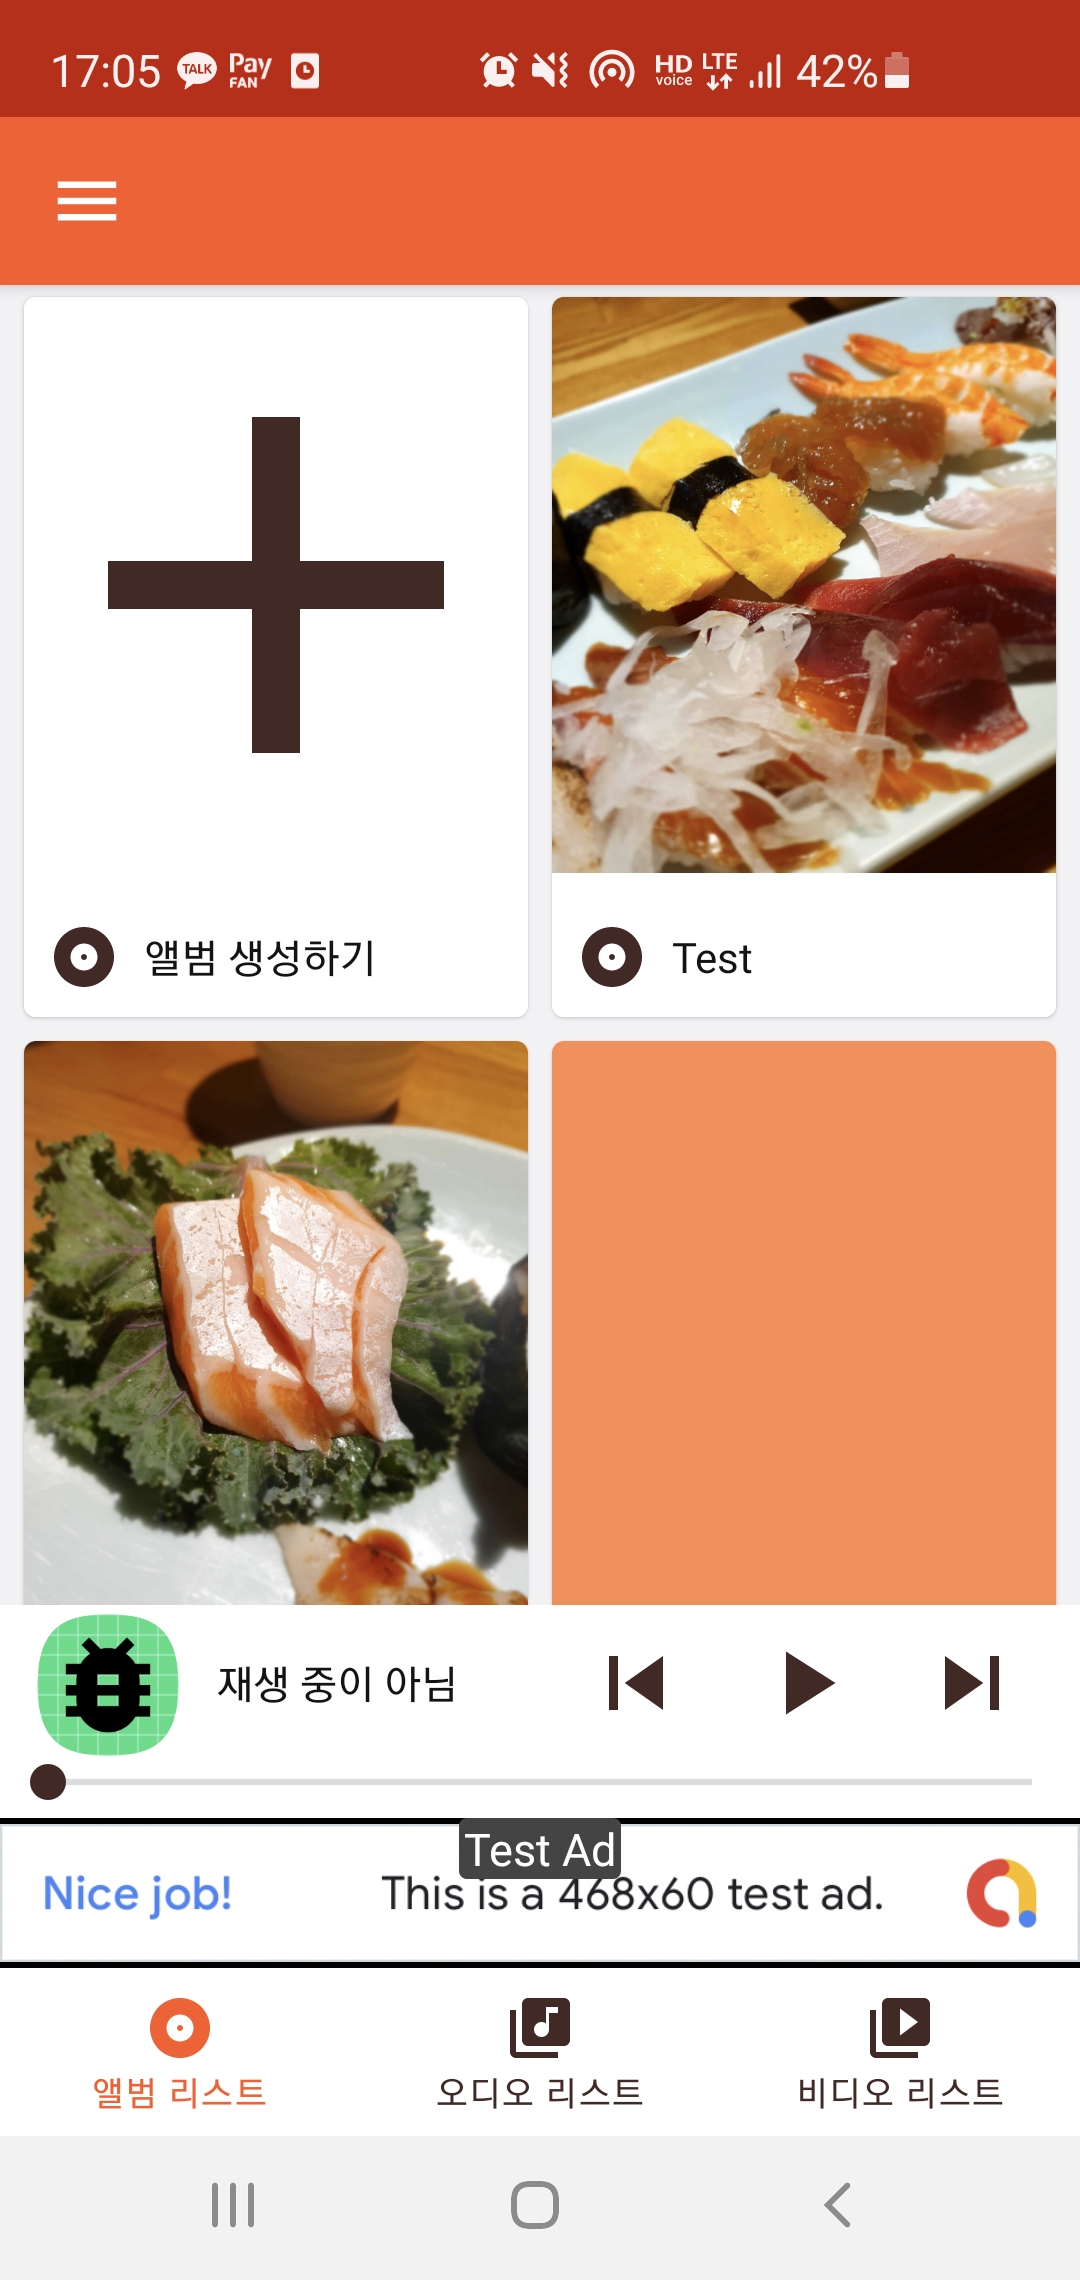 17:05 TALK Pay FAN HD voice LTE 42%
앨범 생성하기
Test
재생 중이 아님
Test Ad
Nice job! This is a 468x60 test ad.
앨범 리스트 오디오 리스트 비디오 리스트